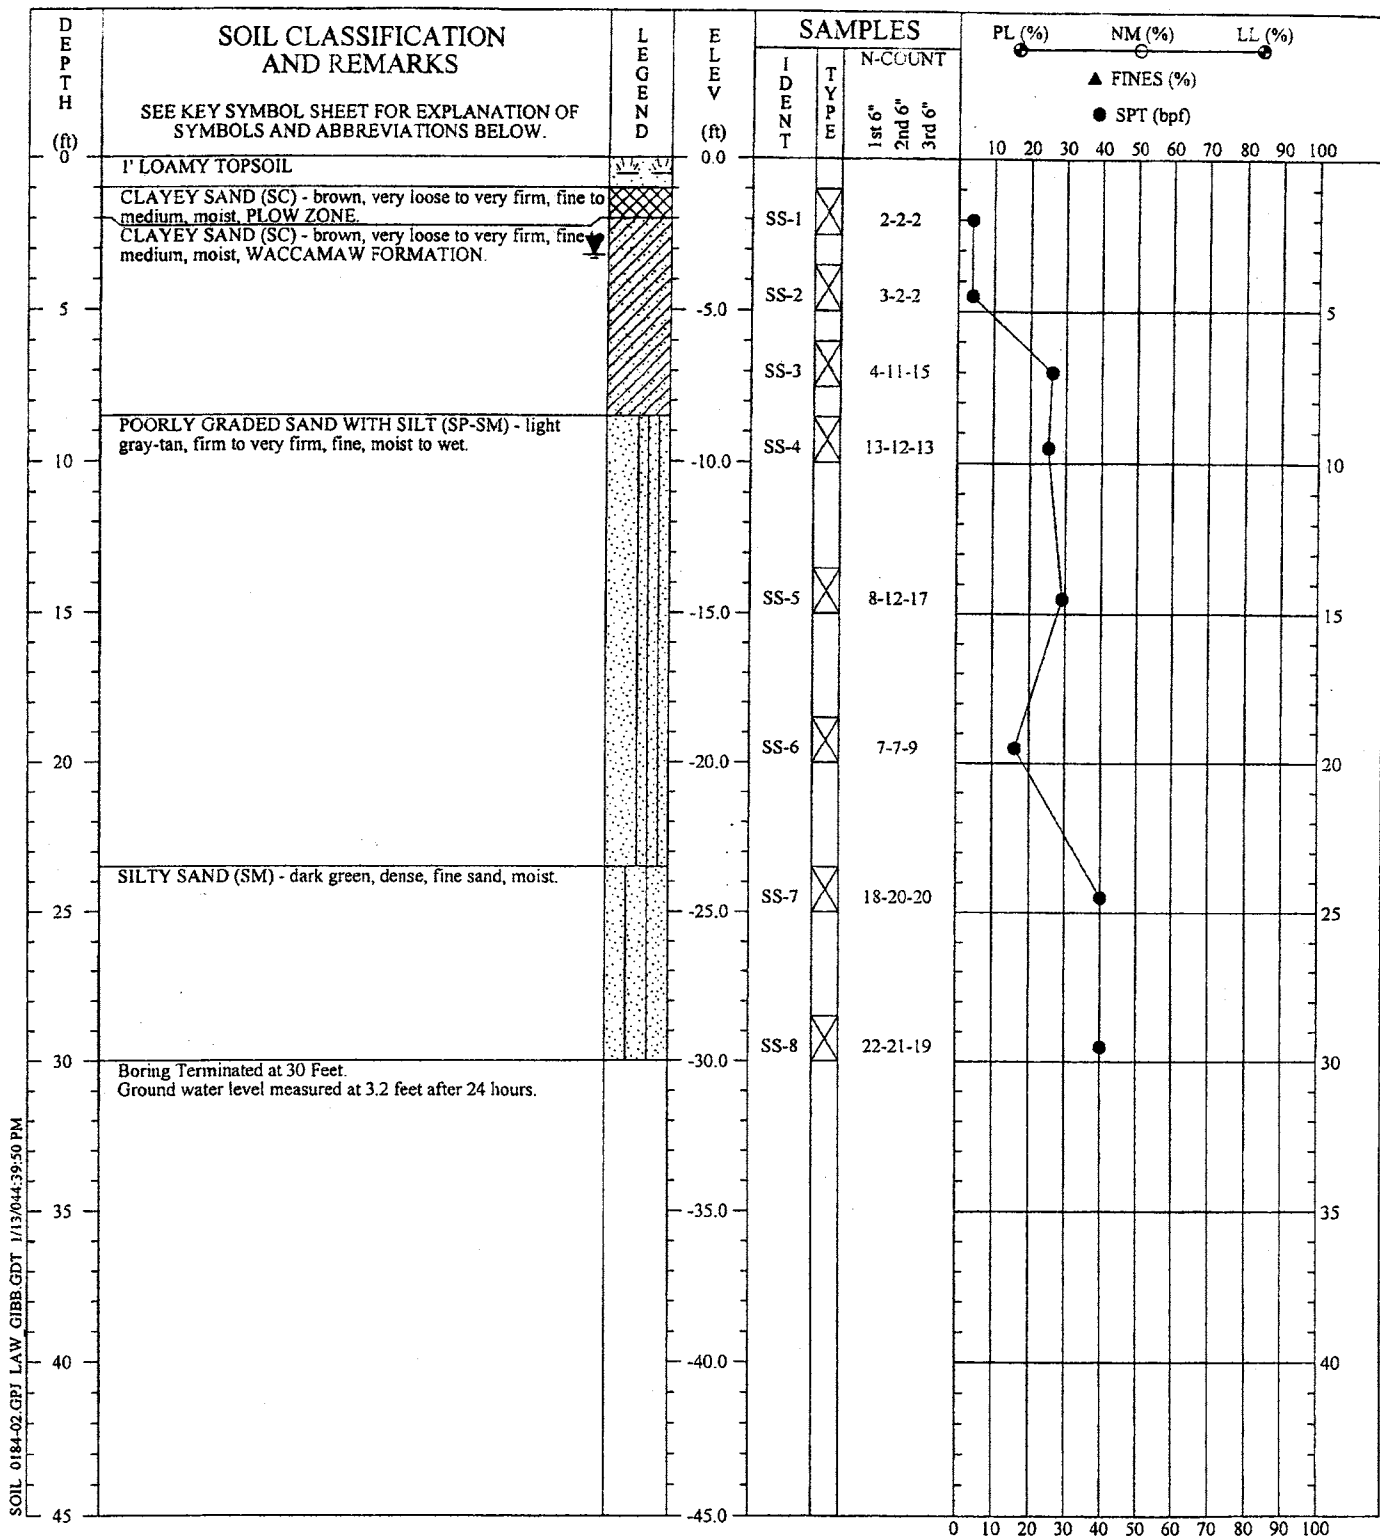 DEPTH
(ft)
SOIL CLASSIFICATION
AND REMARKS
SEE KEY SYMBOL SHEET FOR EXPLANATION OF
SYMBOLS AND ABBREVIATIONS BELOW.
LEGEND
ELEV
(ft)
SAMPLES
IDENT
TYPE
N-COUNT
1st 6"
2nd 6"
3rd 6"
PL (%) NM (%) LL (%)
▲ FINES (%)
● SPT (bpf)
10 20 30 40 50 60 70 80 90 100
0
1' LOAMY TOPSOIL
0.0
CLAYEY SAND (SC) - brown, very loose to very firm, fine to
medium, moist, PLOW ZONE.
SS-1 2-2-2
CLAYEY SAND (SC) - brown, very loose to very firm, fine
medium, moist, WACCAMAW FORMATION.
SS-2 3-2-2
5 -5.0 5
SS-3 4-11-15
POORLY GRADED SAND WITH SILT (SP-SM) - light
gray-tan, firm to very firm, fine, moist to wet.
SS-4 13-12-13
10 -10.0 10
SS-5 8-12-17
15 -15.0 15
SS-6 7-7-9
20 -20.0 20
SILTY SAND (SM) - dark green, dense, fine sand, moist.
SS-7 18-20-20
25 -25.0 25
SS-8 22-21-19
30 -30.0 30
Boring Terminated at 30 Feet.
Ground water level measured at 3.2 feet after 24 hours.
35 -35.0 35
40 -40.0 40
45 -45.0
0 10 20 30 40 50 60 70 80 90 100
SOIL 0184-02.GPJ LAW_GIBB.GDT 1/13/044:39:50 PM